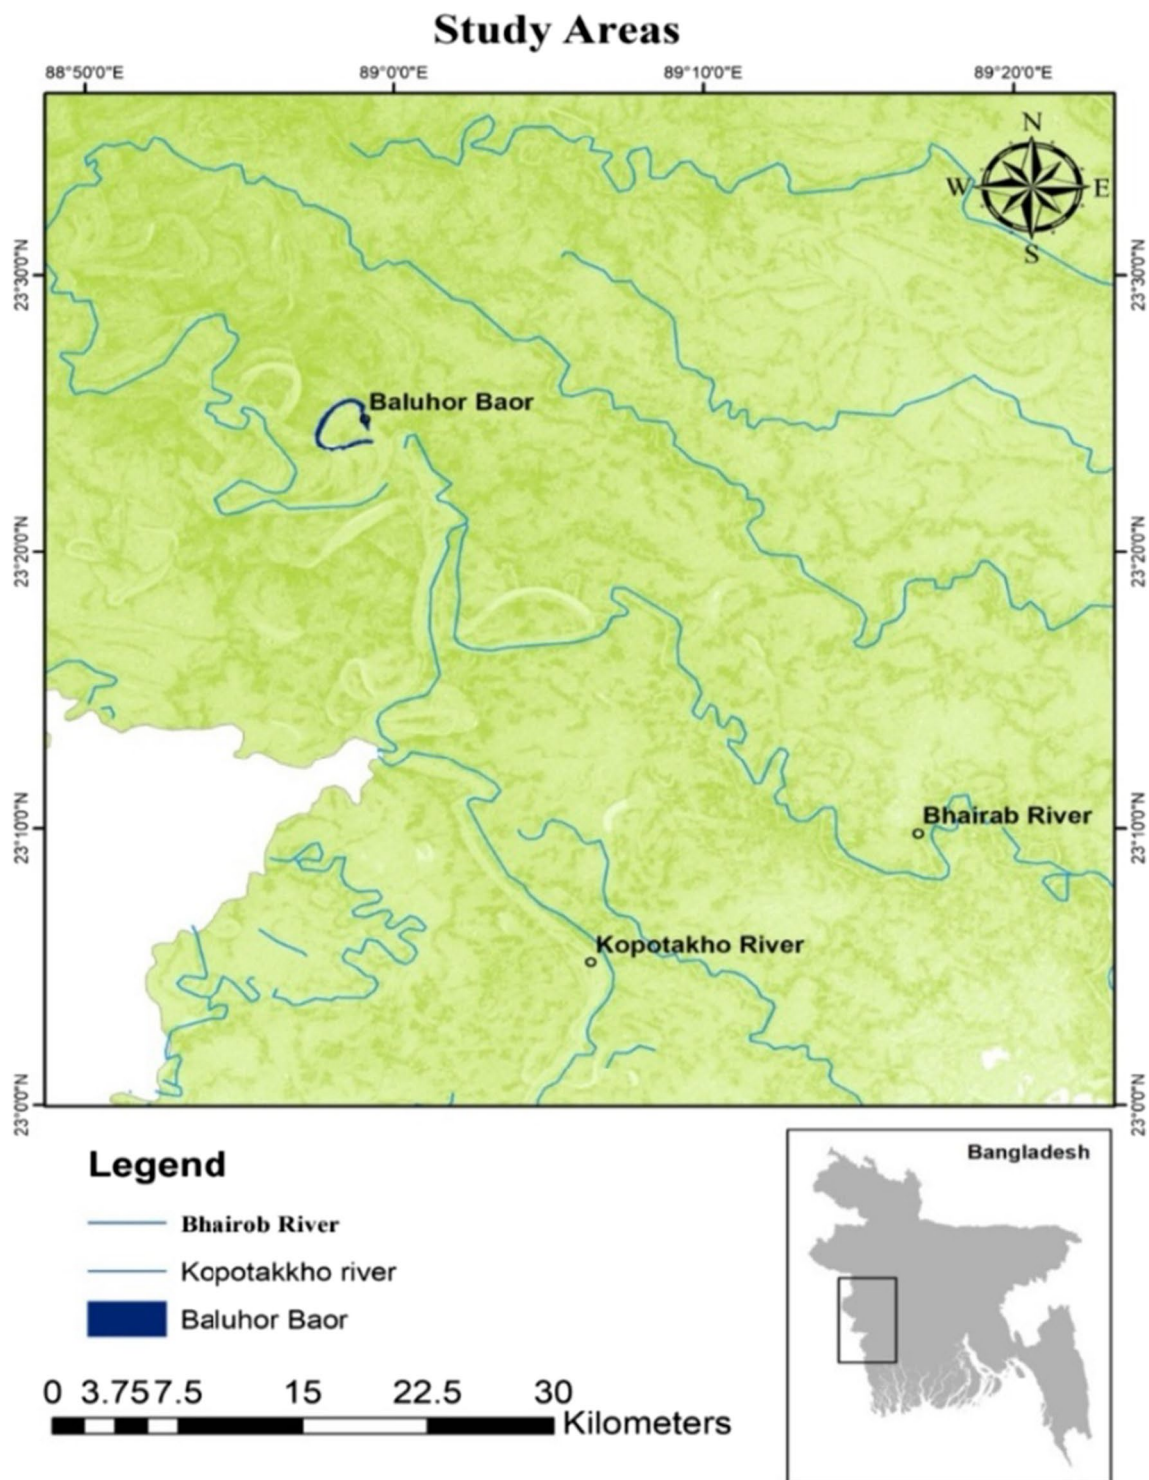 Study Areas
88°50'0"E 89°0'0"E 89°10'0"E 89°20'0"E
N
W E
S
23°30'0"N 23°30'0"N
Baluhor Baor
23°20'0"N 23°20'0"N
Bhairab River
23°10'0"N 23°10'0"N
Kopotakho River
23°0'0"N 23°0'0"N
Legend
Bhairob River
Kopotakkho river
Baluhor Baor
0 3.757.5 15 22.5 30
Kilometers
Bangladesh